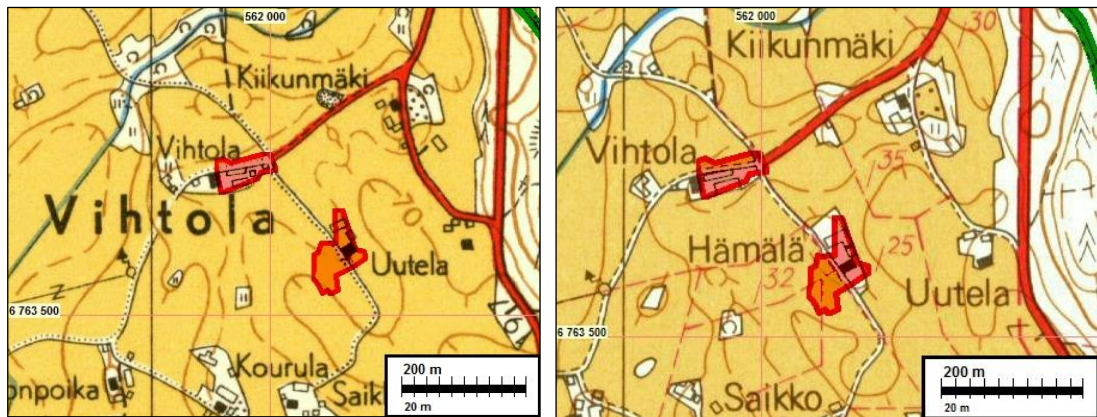 562 000
Kiikunmäki
Vihtola
Vihtola
70
Uutela
6 763 500
Kourula
onpoika
Saik
1917
200 m
20 m
562 000
30
Kiikunmäki
Vihtola
35
Hämälä
25
32
Uutela
6 763 500
Saikko
200 m
20 m